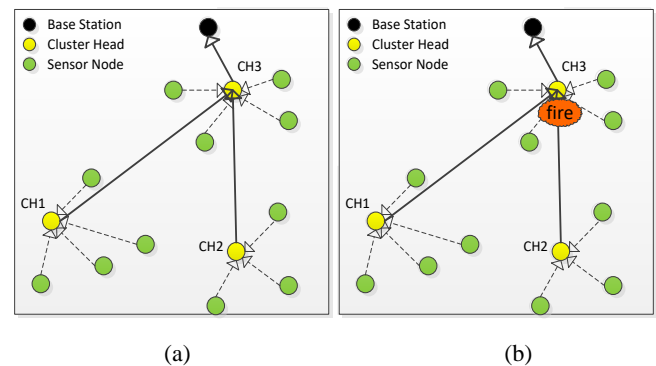 Base Station
Cluster Head
Sensor Node
CH3
CH1
CH2
(a)
Base Station
Cluster Head
Sensor Node
CH3
fire
CH1
CH2
(b)